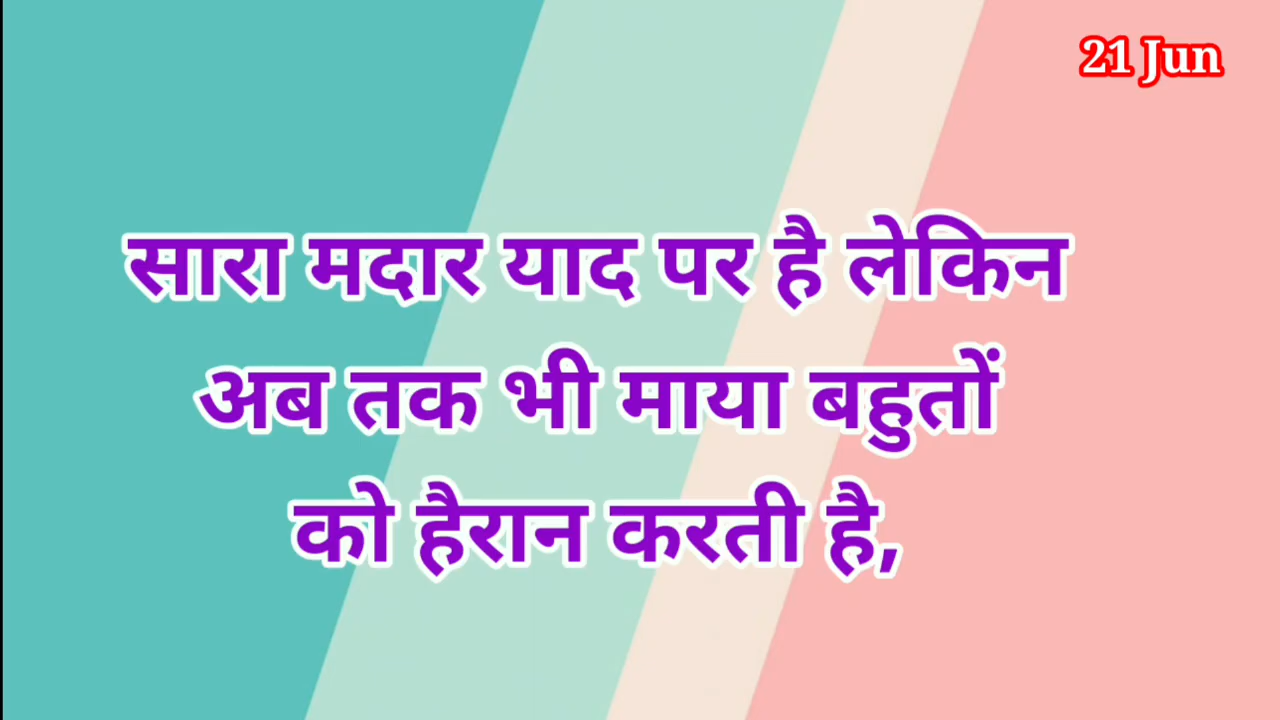 21 Jun
सारा मदार याद पर है लेकिन
अब तक भी माया बहुतों
को हैरान करती है,